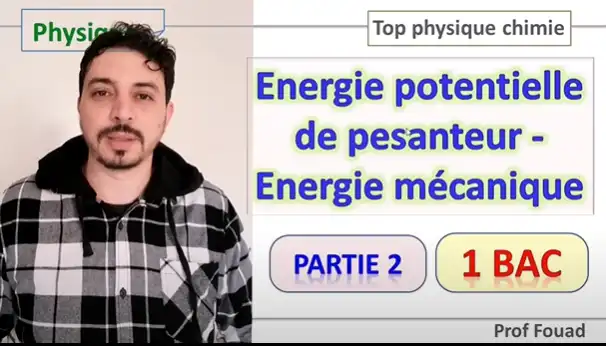 Top physique chimie
Energie potentielle
de pesanteur -
Energie mécanique
PARTIE 2
1 BAC
Prof Fouad